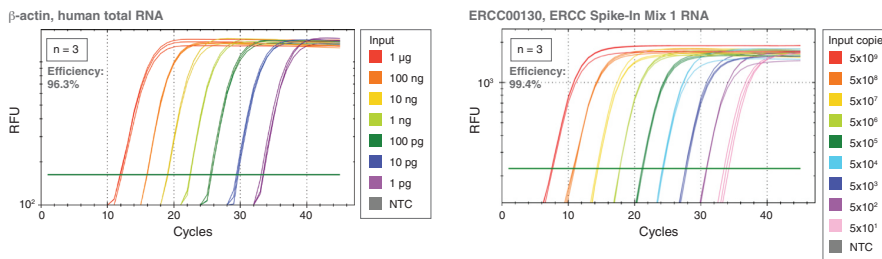 β-actin, human total RNA
n = 3
Efficiency:
96.3%
RFU
10²
0 10 20 30 40
Cycles
Input
1 µg
100 ng
10 ng
1 ng
100 pg
10 pg
1 pg
NTC
ERCC00130, ERCC Spike-In Mix 1 RNA
n = 3
Efficiency:
99.4%
10³
RFU
0 10 20 30 40
Cycles
Input copies
5x10⁹
5x10⁸
5x10⁷
5x10⁶
5x10⁵
5x10⁴
5x10³
5x10²
5x10¹
NTC